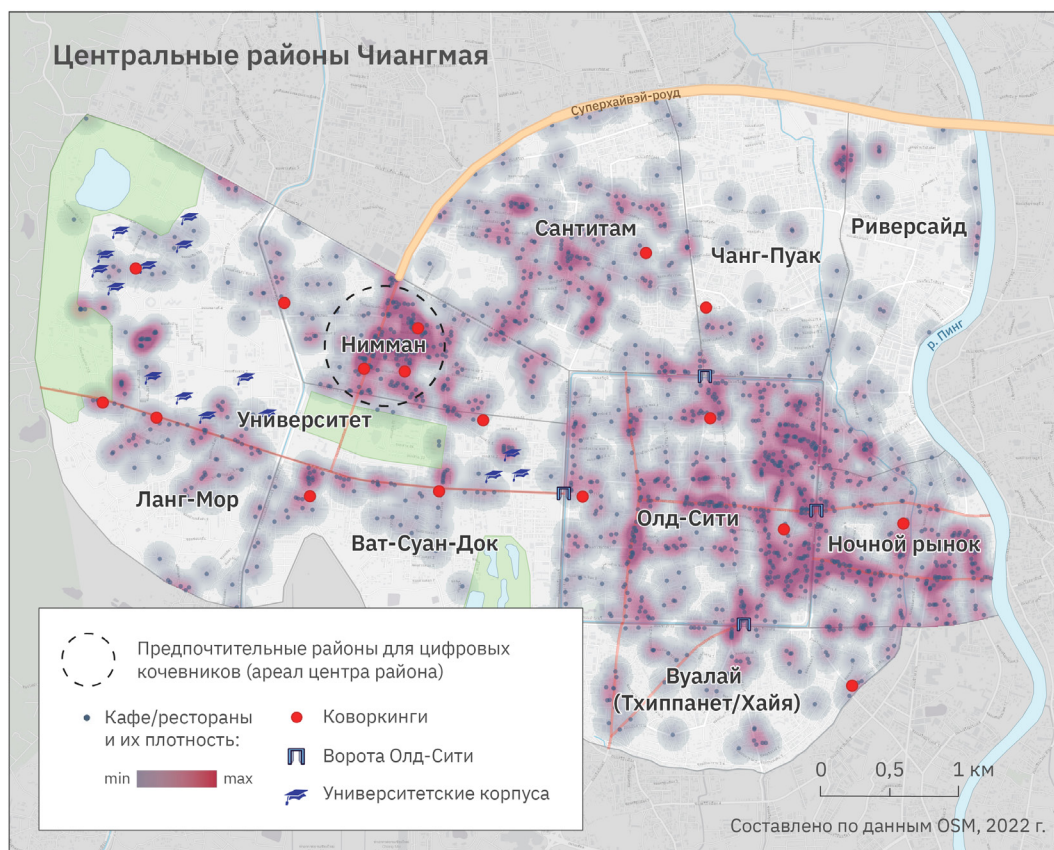 Центральные районы Чиангмая
Суперхайвэй-роуд
Сантитам
Чанг-Пуак
Риверсайд
р. Пинг
Нимман
Университет
Ланг-Мор
Ват-Суан-Док
Олд-Сити
Ночной рынок
Вуалай
(Тхиппанет/Хайя)
Предпочтительные районы для цифровых
кочевников (ареал центра района)
Кафе/рестораны
и их плотность:
min max
Коворкинги
Ворота Олд-Сити
Университетские корпуса
0 0,5 1 км
Составлено по данным OSM, 2022 г.